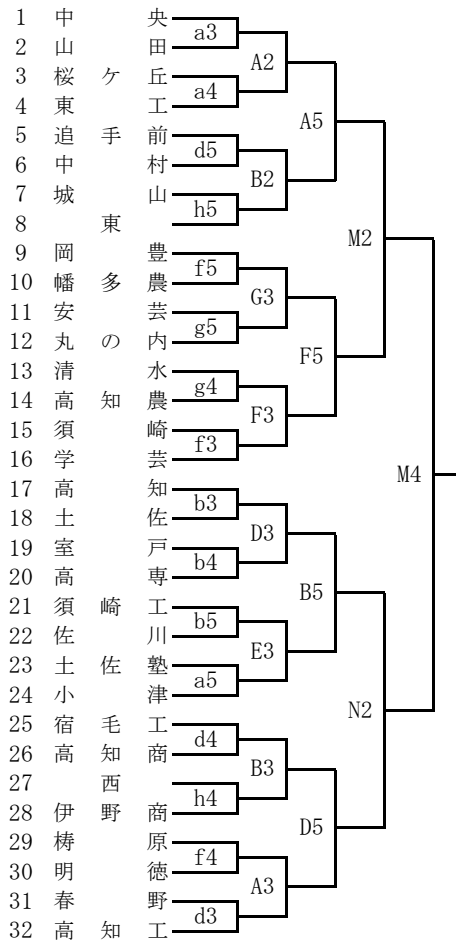 1 中央
a3
2 山田
A2
3 桜ケ丘
a4
4 東工
A5
5 追手前
d5
6 中村
B2
7 城山
h5
8 東
M2
9 岡豊
f5
10 幡多農
G3
11 安芸
g5
12 丸の内
F5
13 清水
g4
14 高知農
F3
15 須崎
f3
16 学芸
M4
17 高知
b3
18 土佐
D3
19 室戸
b4
20 高専
B5
21 須崎工
b5
22 佐川
E3
23 土佐塾
a5
24 小津
N2
25 宿毛工
d4
26 高知商
B3
27 西
h4
28 伊野商
D5
29 梼原
f4
30 明徳
A3
31 春野
d3
32 高知工